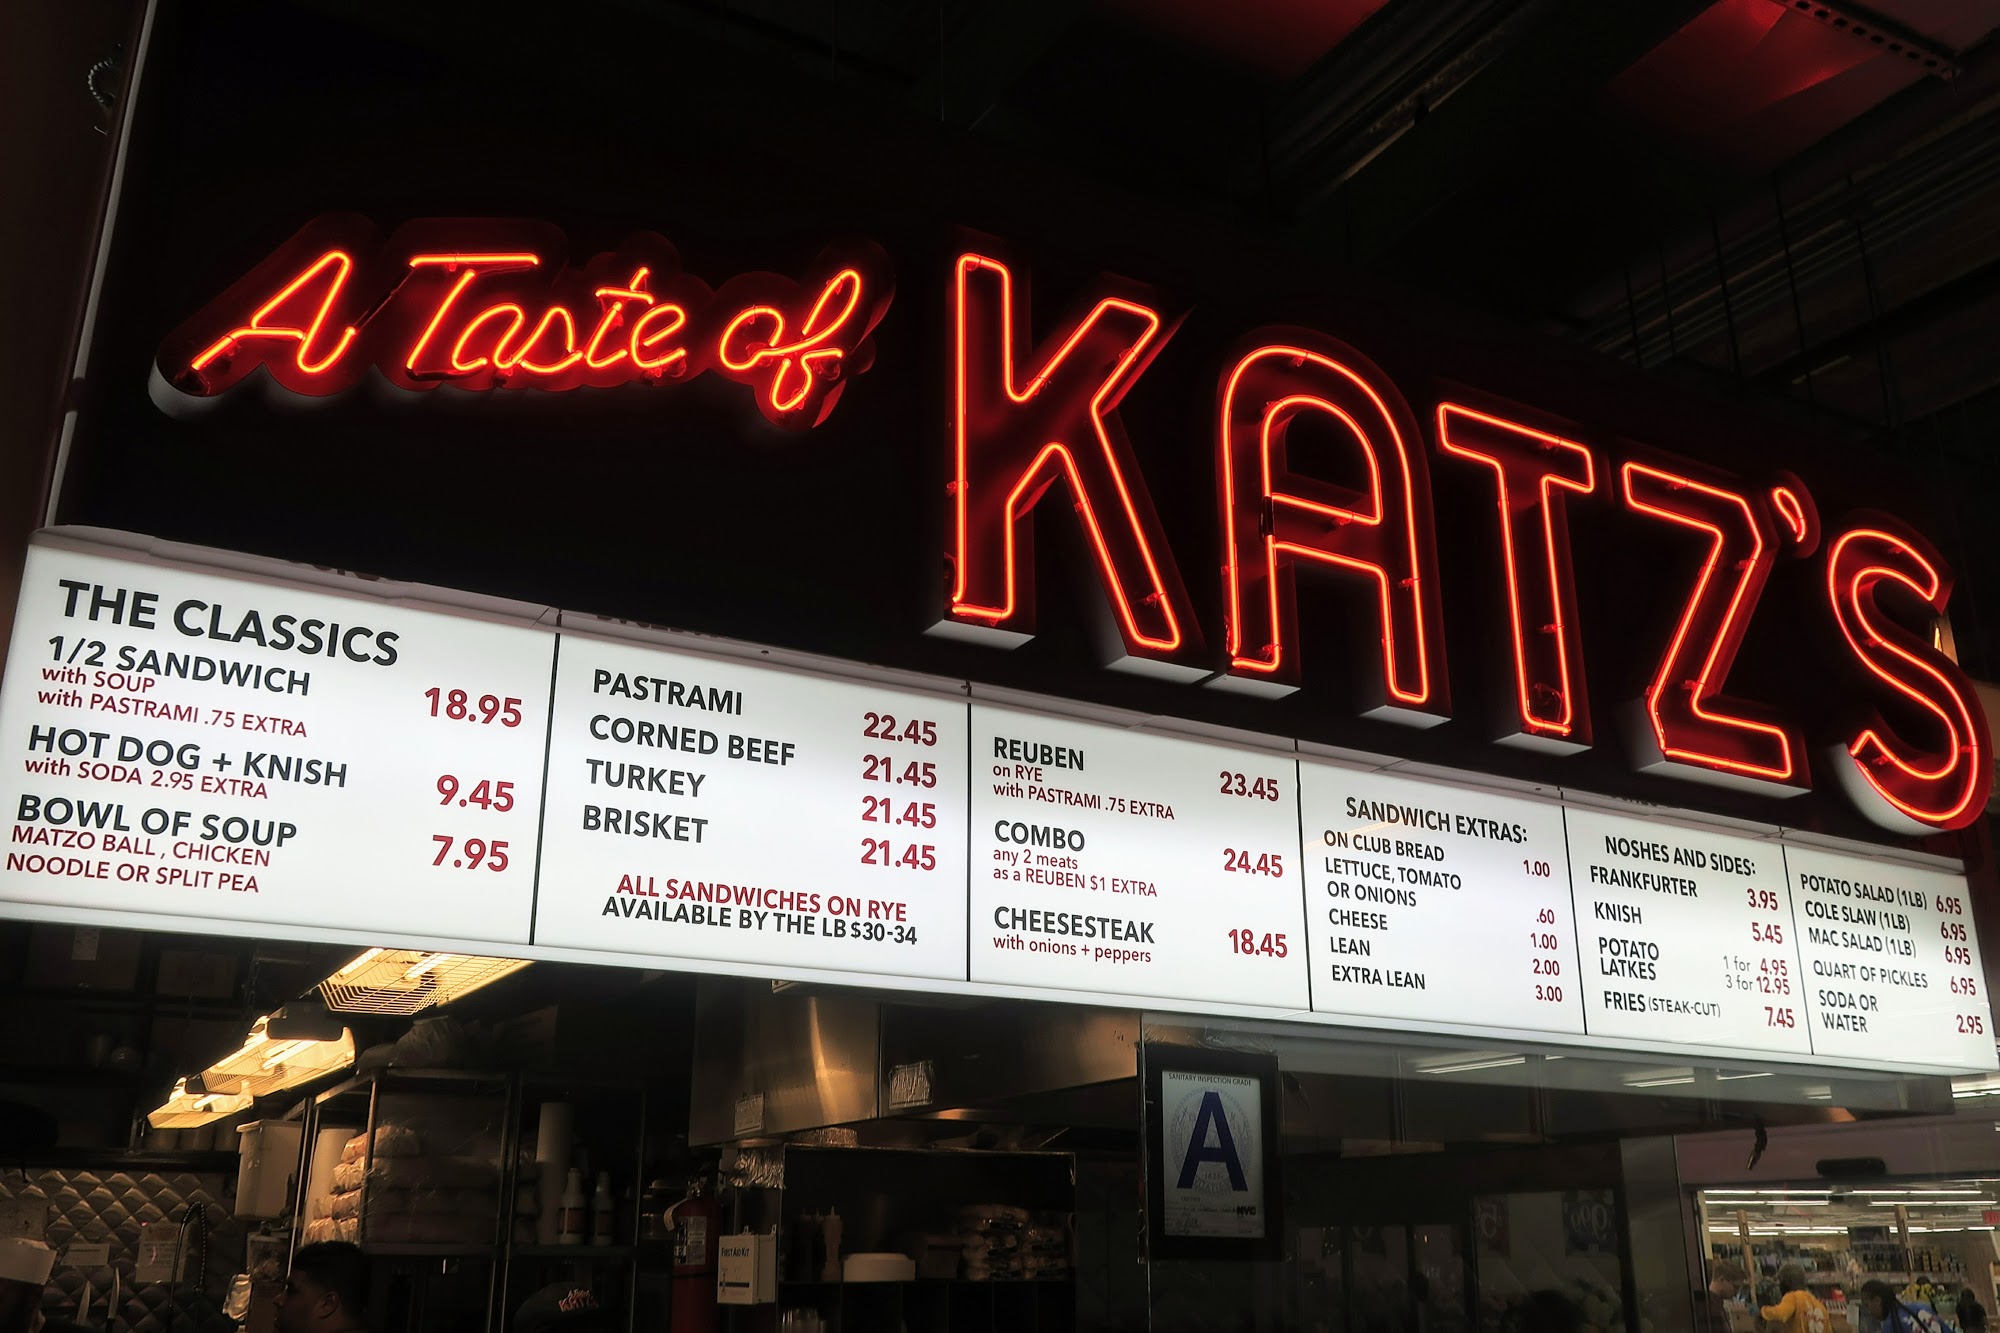 A Taste of KATZ'S
THE CLASSICS
1/2 SANDWICH 18.95
with SOUP
with PASTRAMI .75 EXTRA
HOT DOG + KNISH 9.45
with SODA 2.95 EXTRA
BOWL OF SOUP 7.95
MATZO BALL, CHICKEN
NOODLE OR SPLIT PEA
PASTRAMI 22.45
CORNED BEEF 21.45
TURKEY 21.45
BRISKET 21.45
ALL SANDWICHES ON RYE
AVAILABLE BY THE LB $30-34
REUBEN 23.45
on RYE
with PASTRAMI .75 EXTRA
COMBO 24.45
any 2 meats
as a REUBEN $1 EXTRA
CHEESESTEAK 18.45
with onions + peppers
SANDWICH EXTRAS:
ON CLUB BREAD 1.00
LETTUCE, TOMATO
OR ONIONS .60
CHEESE 1.00
LEAN 2.00
EXTRA LEAN 3.00
NOSHES AND SIDES:
FRANKFURTER 3.95
KNISH 5.45
POTATO 1 for 4.95
LATKES 3 for 12.95
FRIES (STEAK-CUT) 7.45
POTATO SALAD (1LB) 6.95
COLE SLAW (1LB) 6.95
MAC SALAD (1LB) 6.95
QUART OF PICKLES 6.95
SODA OR
WATER 2.95
SANITARY INSPECTION GRADE
A
NYC
FIRST AID KIT
KATZ'S